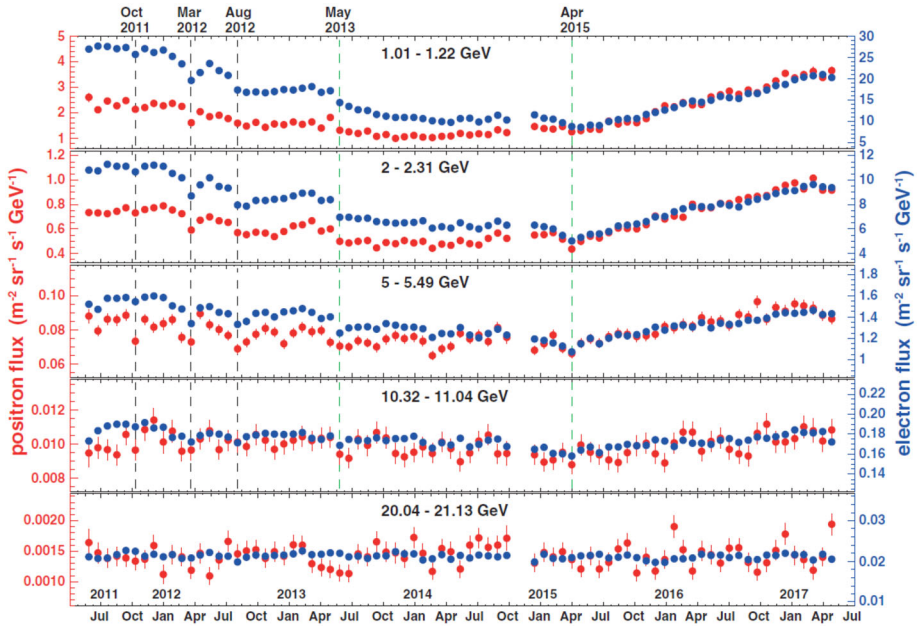 Oct 2011 Mar 2012 Aug 2012 May 2013 Apr 2015
1.01 - 1.22 GeV
5 4 3 2 1
30 25 20 15 10 5
2 - 2.31 GeV
1.2 1.0 0.8 0.6 0.4
12 10 8 6 4
5 - 5.49 GeV
0.10 0.08 0.06
1.8 1.6 1.4 1.2 1
10.32 - 11.04 GeV
0.012 0.010 0.008
0.22 0.20 0.18 0.16 0.14
20.04 - 21.13 GeV
0.0020 0.0015 0.0010
0.03 0.02 0.01
positron flux (m⁻² sr⁻¹ s⁻¹ GeV⁻¹)
electron flux (m⁻² sr⁻¹ s⁻¹ GeV⁻¹)
2011 2012 2013 2014 2015 2016 2017
Jul Oct Jan Apr Jul Oct Jan Apr Jul Oct Jan Apr Jul Oct Jan Apr Jul Oct Jan Apr Jul Oct Jan Apr Jul